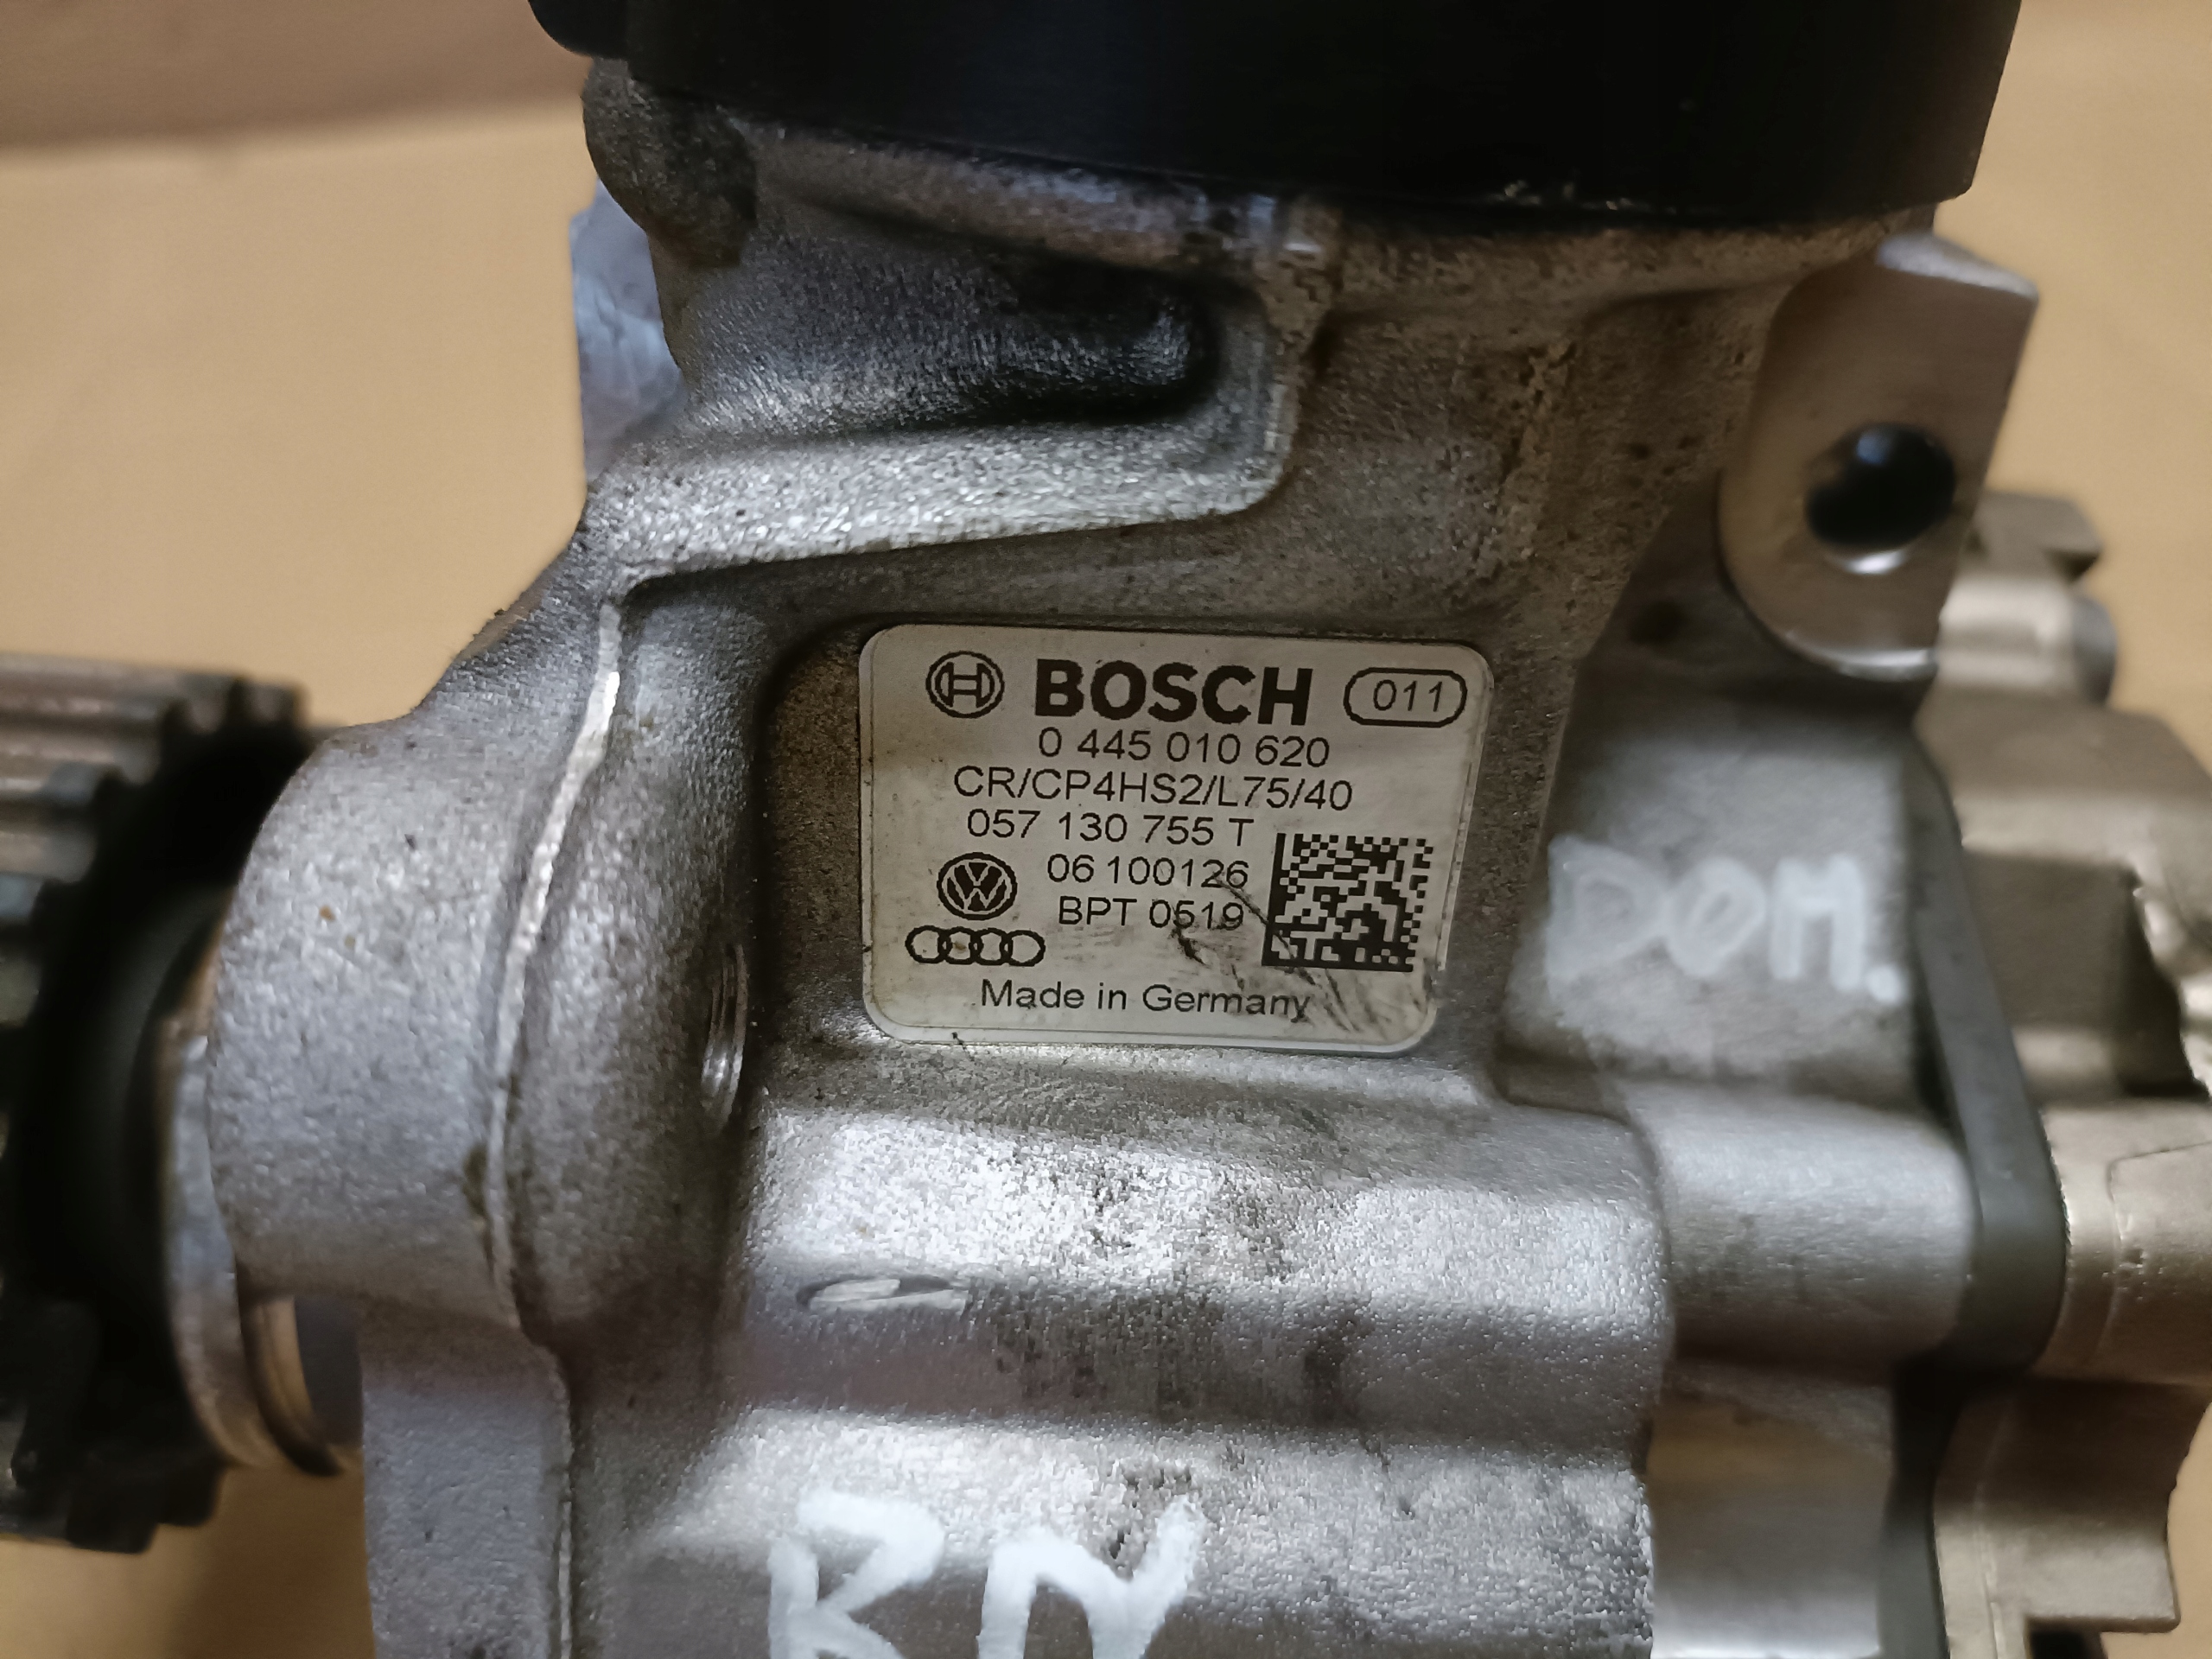 BOSCH 011
0 445 010 620
CR/CP4HS2/L75/40
057 130 755 T
06 100126
BPT 0519
Made in Germany
DOM.